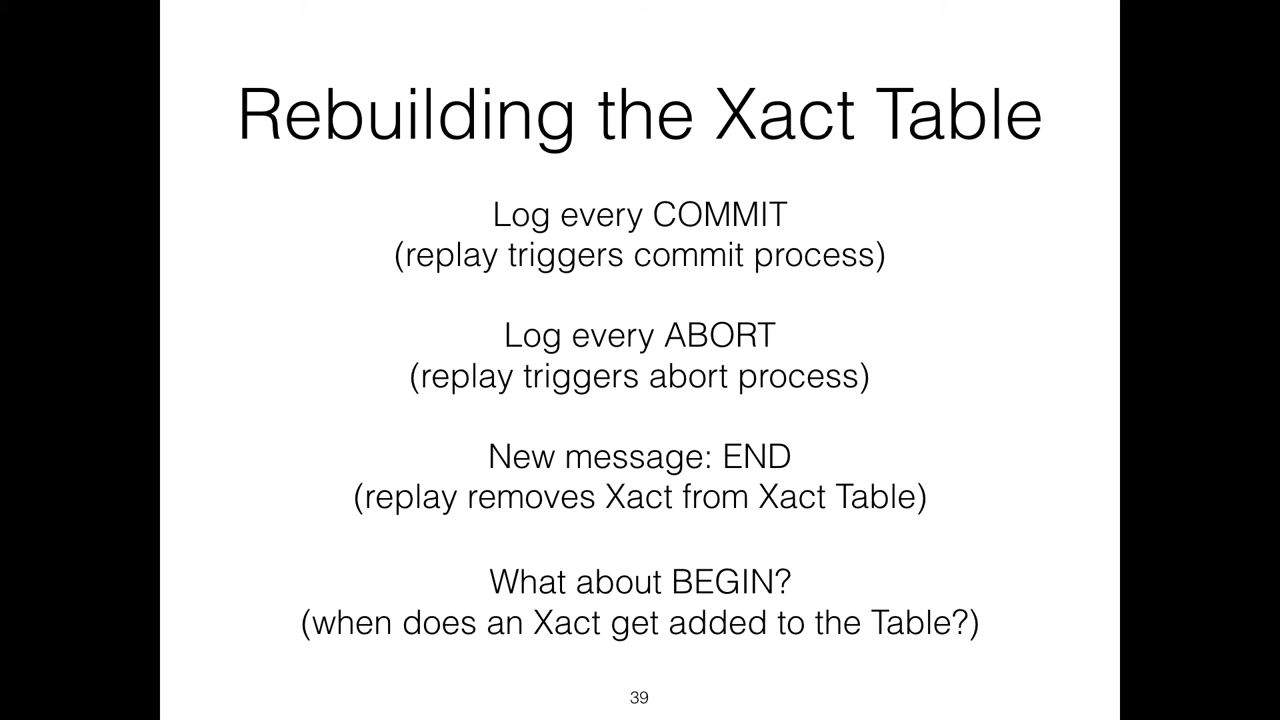 Rebuilding the Xact Table
Log every COMMIT
(replay triggers commit process)
Log every ABORT
(replay triggers abort process)
New message: END
(replay removes Xact from Xact Table)
What about BEGIN?
(when does an Xact get added to the Table?)
39